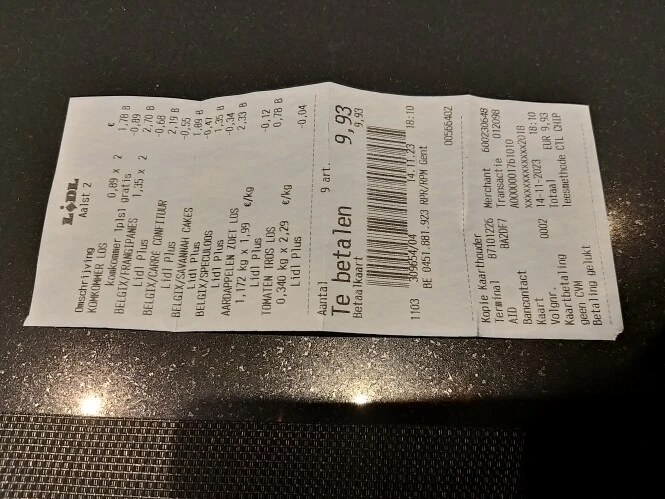 LIDL
Aalst 2
Omschrijving €
KOMKOMMER LOS 0,89 x 2 1,78 B
komkommer 1p1s1 gratis -0,89
BELGIX/FRANGIPANES 1,35 x 2 2,70 B
Lidl Plus -0,68
BELGIX/CARRE CONFITUUR 2,19 B
Lidl Plus -0,55
BELGIX/SAVANNAH CAKES 1,89 B
Lidl Plus -0,47
BELGIX/SPECULOOS 1,35 B
Lidl Plus -0,34
AARDAPPELEN ZOET LOS 2,33 B
1,172 kg x 1,99 €/kg
Lidl Plus -0,12
TOMATEN TROS LOS 0,78 B
0,340 kg x 2,29 €/kg
Lidl Plus -0,04
Aantal 9 art.
Te betalen 9,93
Betaalkaart 9,93
1103 309654/04 14.11.23 18:10
BE 0451.881.923 RPR/RPM Gent
00566402
Kopie Kaarthouder
Terminal Merchant 600230648
Transactie 012098
AID A0000001761010
Bancontact
Kaart
Volgnr. 0002 14-11-2023 18:10
Kaartbetaling Totaal EUR 9,93
geen CVM leesmethode CTL CHIP
Betaling gelukt